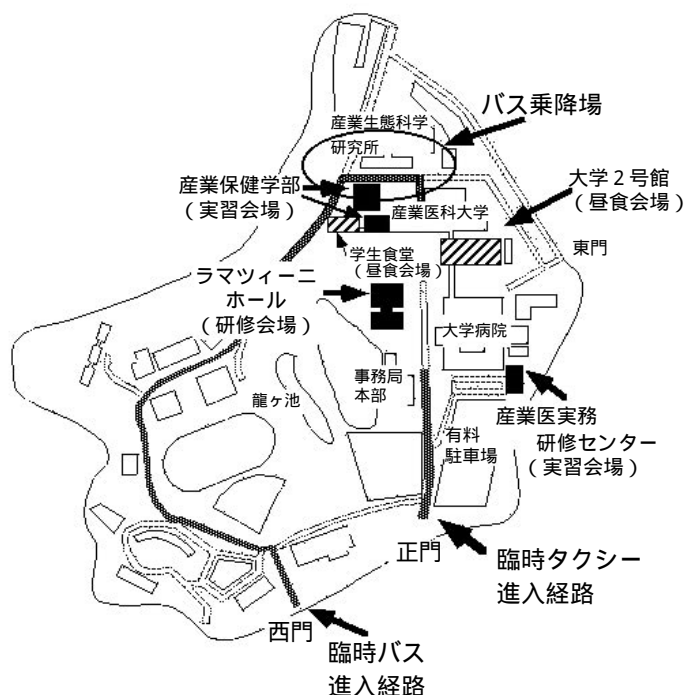 バス乗降場
産業生態科学
研究所
産業保健学部
(実習会場)
産業医科大学
大学2号館
(昼食会場)
学生食堂
(昼食会場)
東門
ラマツィーニ
ホール
(研修会場)
大学病院
事務局
本部
龍ヶ池
産業医実務
研修センター
(実習会場)
有料
駐車場
正門
臨時タクシー
進入経路
西門
臨時バス
進入経路